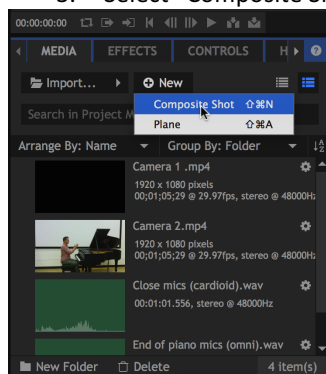 Select "Composite S
00:00:00:00
MEDIA EFFECTS CONTROLS H
Import... New
Composite Shot ⇧⌘N
Search in Project M
Plane ⇧⌘A
Arrange By: Name Group By: Folder
Camera 1 .mp4
1920 x 1080 pixels
00;01;05;29 @ 29.97fps, stereo @ 48000Hz
Camera 2.mp4
1920 x 1080 pixels
00;01;05;29 @ 29.97fps, stereo @ 48000Hz
Close mics (cardioid).wav
00:01:01.556, stereo @ 48000Hz
End of piano mics (omni).wav
New Folder Delete 4 item(s)